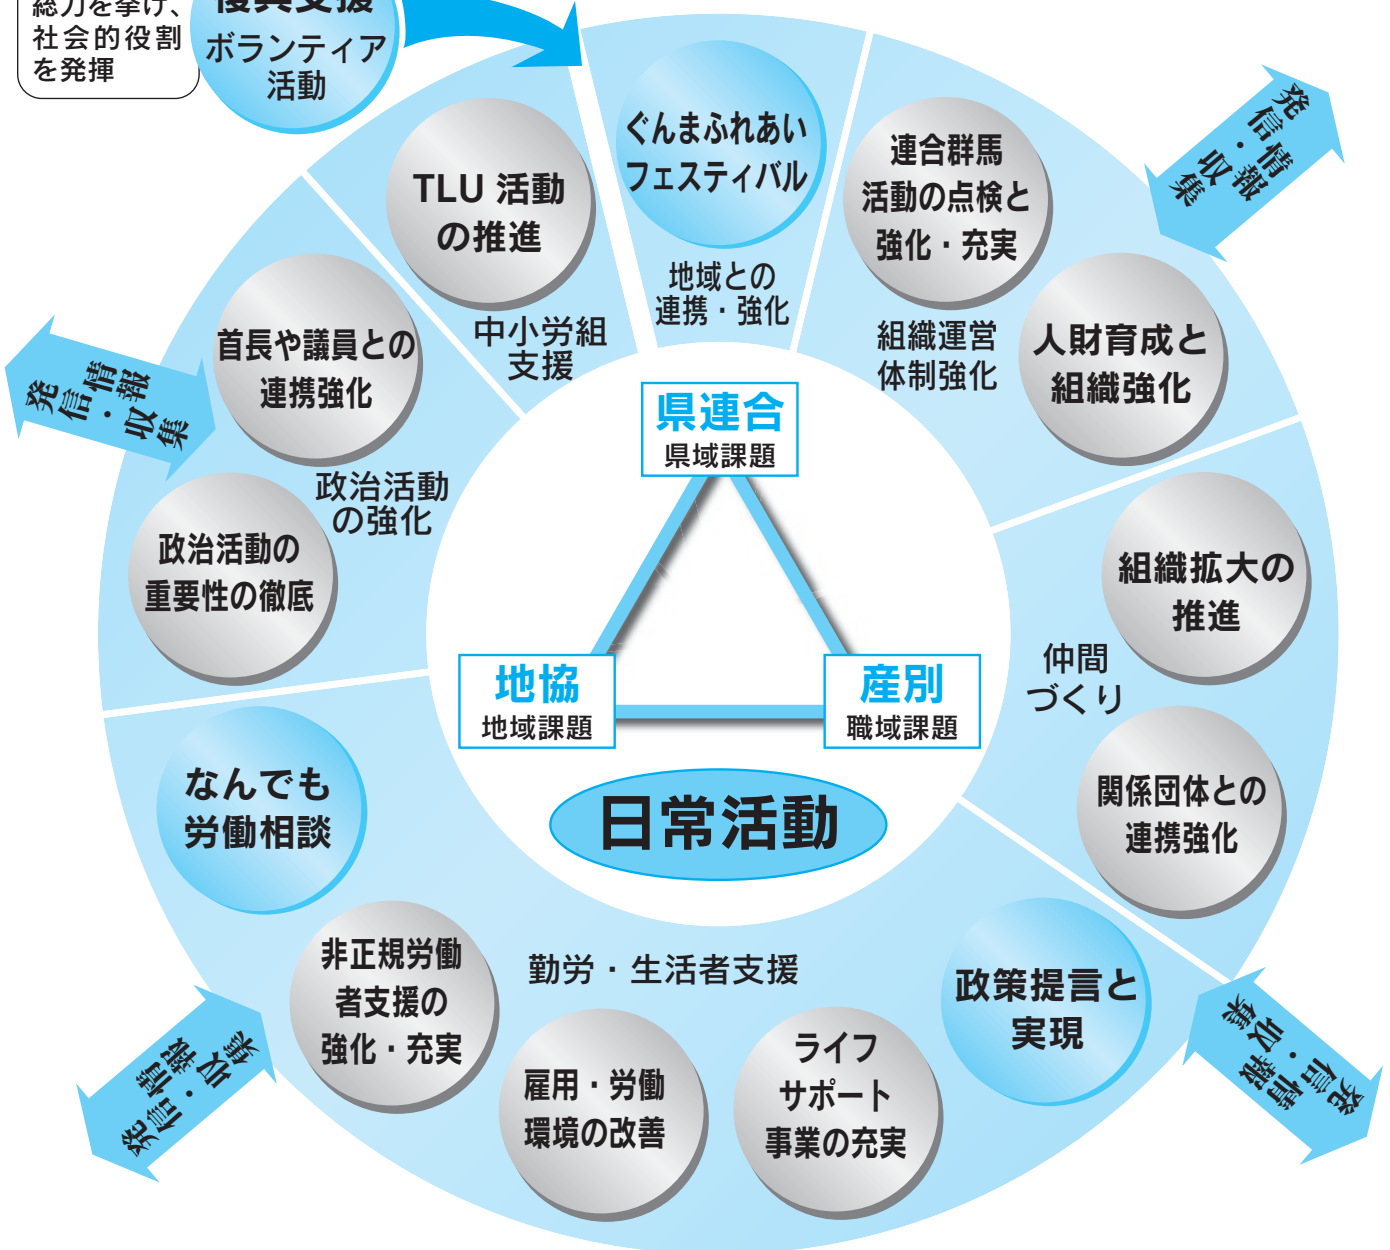 総力を挙げ、
社会的役割
を発揮
復興支援
ボランティア
活動
ぐんまふれあい
フェスティバル
地域との
連携・強化
連合群馬
活動の点検と
強化・充実
人財育成と
組織強化
組織運営
体制強化
発信・情報
収集
TLU 活動
の推進
中小労組
支援
首長や議員との
連携強化
政治活動
の強化
政治活動の
重要性の徹底
情報
発信・収集
県連合
県域課題
地協
地域課題
産別
職域課題
日常活動
組織拡大の
推進
仲間
づくり
関係団体との
連携強化
なんでも
労働相談
非正規労働
者支援の
強化・充実
勤労・生活者支援
雇用・労働
環境の改善
ライフ
サポート
事業の充実
政策提言と
実現
情報
発信・収集
情報
発信・収集